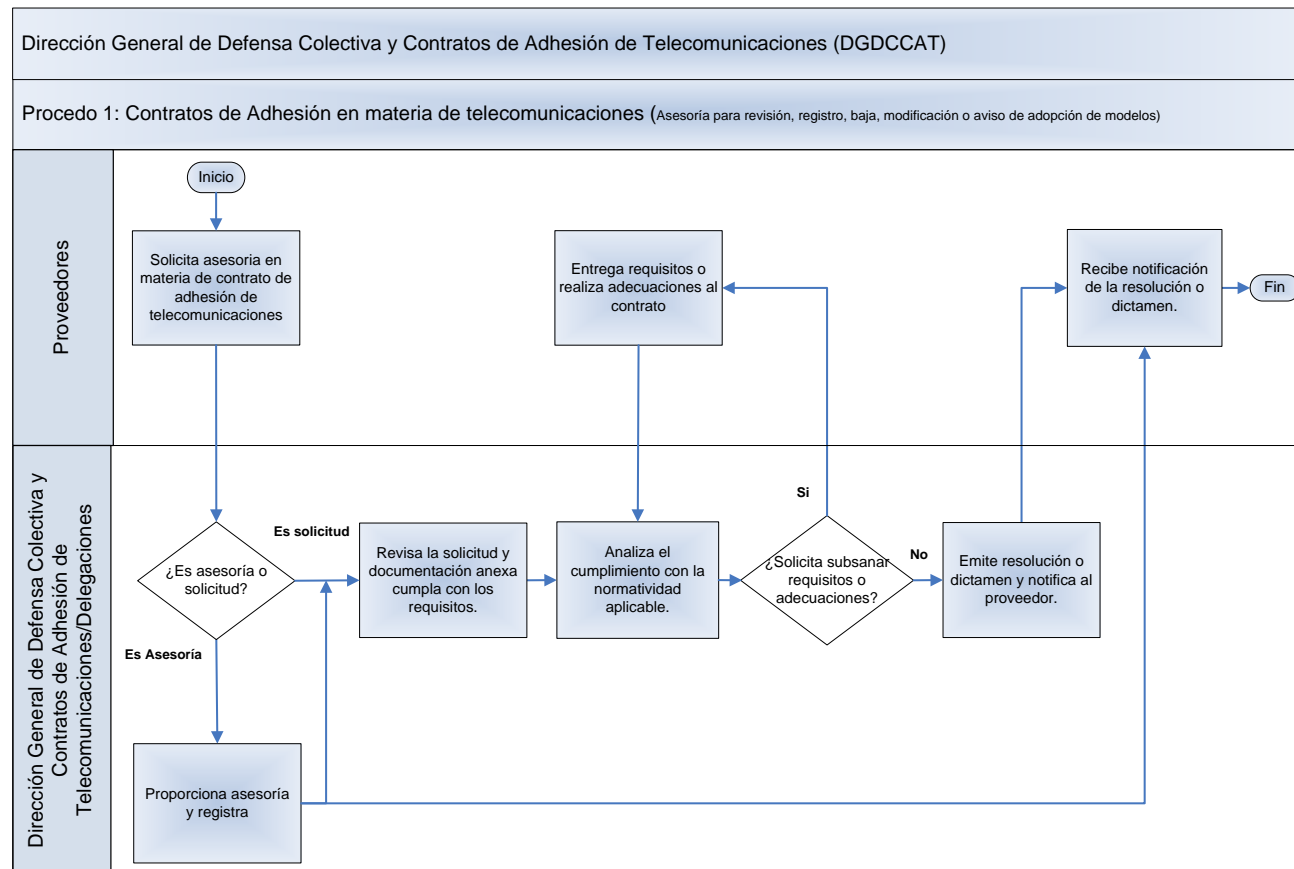 Dirección General de Defensa Colectiva y Contratos de Adhesión de Telecomunicaciones (DGDCCAT)
Procedo 1: Contratos de Adhesión en materia de telecomunicaciones (Asesoría para revisión, registro, baja, modificación o aviso de adopción de modelos)
Proveedores
Inicio
Solicita asesoria en
materia de contrato de
adhesión de
telecomunicaciones
Entrega requisitos o
realiza adecuaciones al
contrato
Recibe notificación
de la resolución o
dictamen.
Fin
Dirección General de Defensa Colectiva y
Contratos de Adhesión de
Telecomunicaciones/Delegaciones
¿Es asesoría o
solicitud?
Es solicitud
Es Asesoría
Revisa la solicitud y
documentación anexa
cumpla con los
requisitos.
Analiza el
cumplimiento con la
normatividad
aplicable.
¿Solicita subsanar
requisitos o
adecuaciones?
Si
No
Emite resolución o
dictamen y notifica al
proveedor.
Proporciona asesoría
y registra